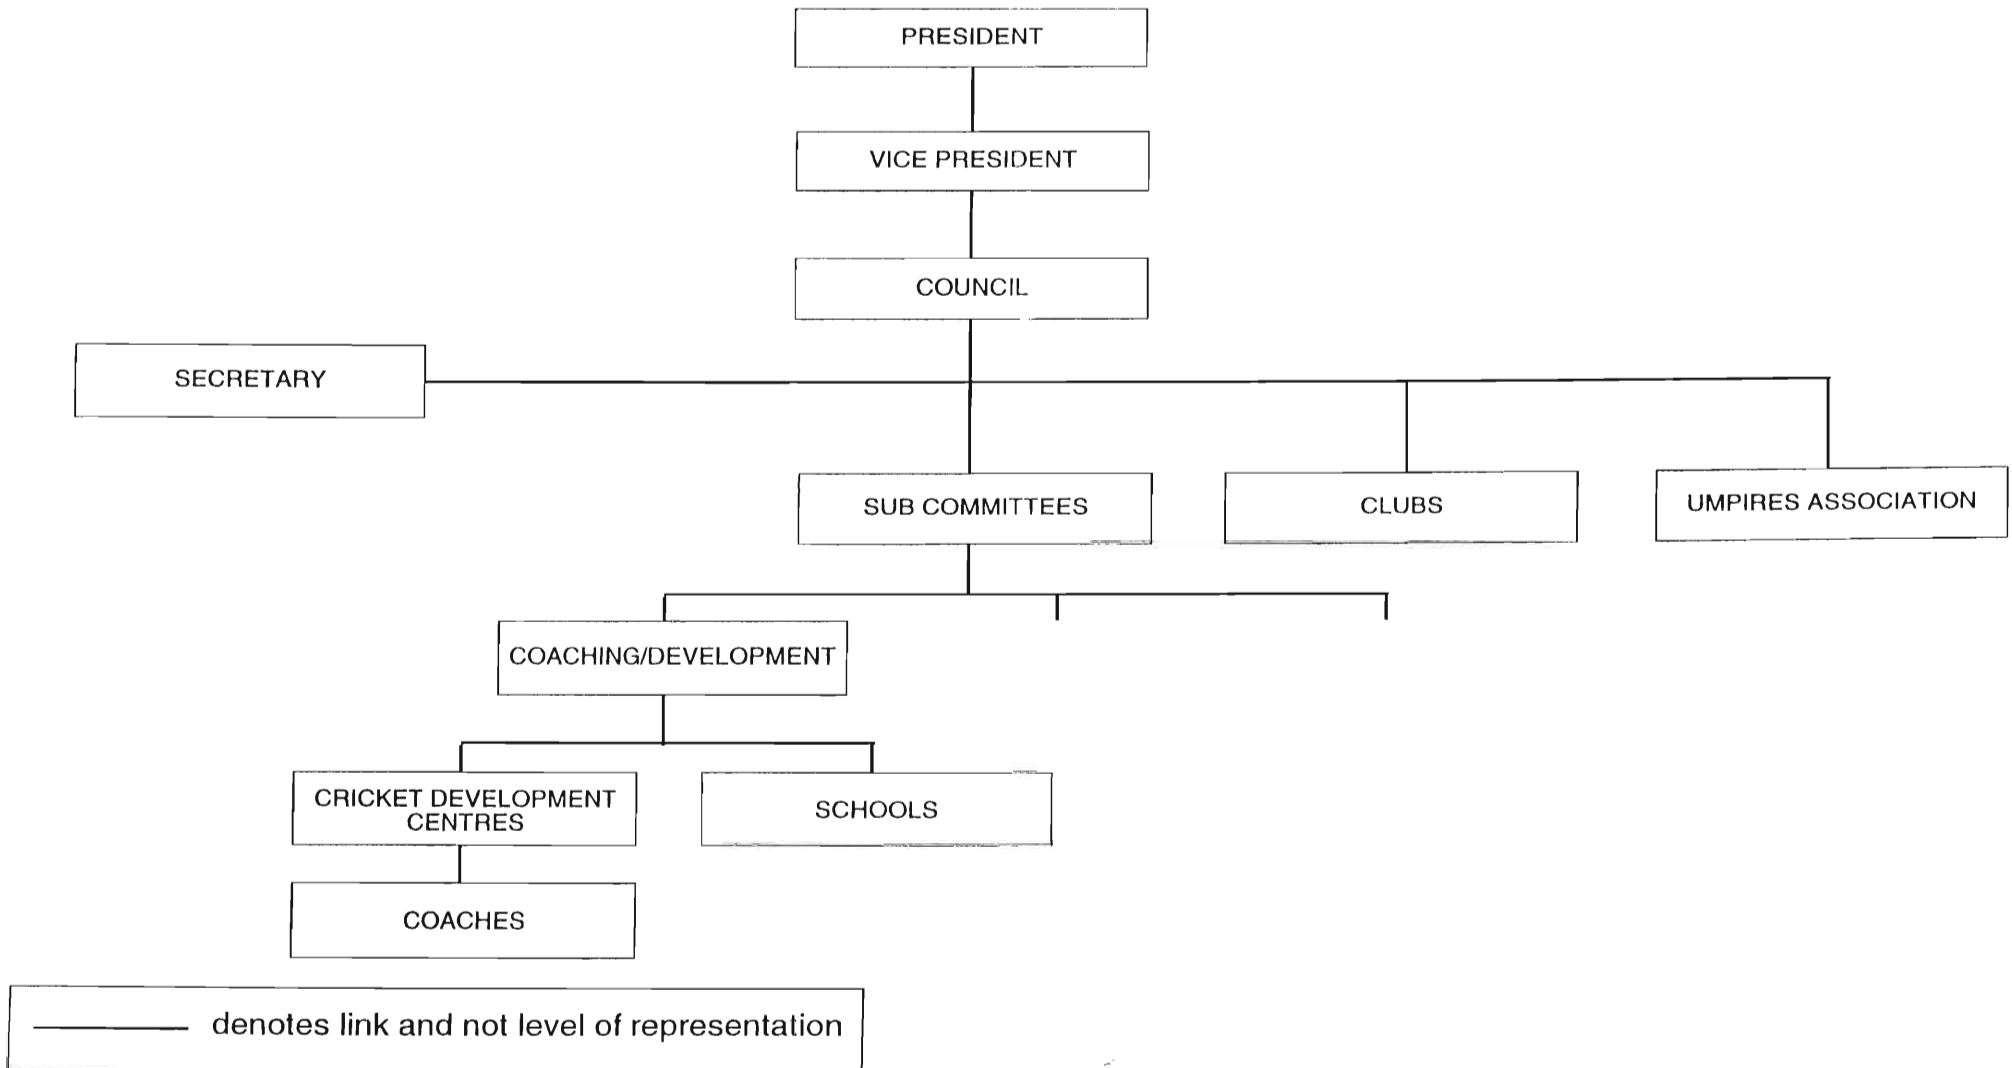 PRESIDENT
VICE PRESIDENT
COUNCIL
SECRETARY
SUB COMMITTEES
CLUBS
UMPIRES ASSOCIATION
COACHING/DEVELOPMENT
CRICKET DEVELOPMENT
CENTRES
SCHOOLS
COACHES
denotes link and not level of representation